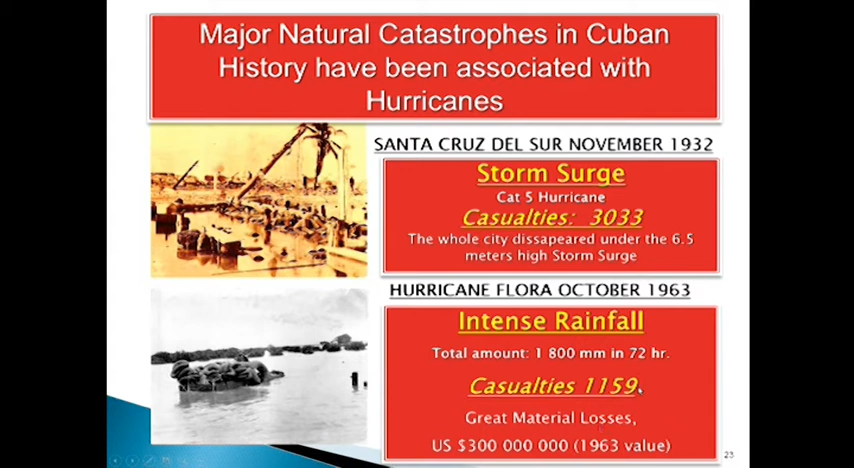 Major Natural Catastrophes in Cuban
History have been associated with
Hurricanes
SANTA CRUZ DEL SUR NOVEMBER 1932
Storm Surge
Cat 5 Hurricane
Casualties: 3033
The whole city dissapeared under the 6.5
meters high Storm Surge
HURRICANE FLORA OCTOBER 1963
Intense Rainfall
Total amount: 1 800 mm in 72 hr.
Casualties 1159.
Great Material Losses,
US $300 000 000 (1963 value)
23